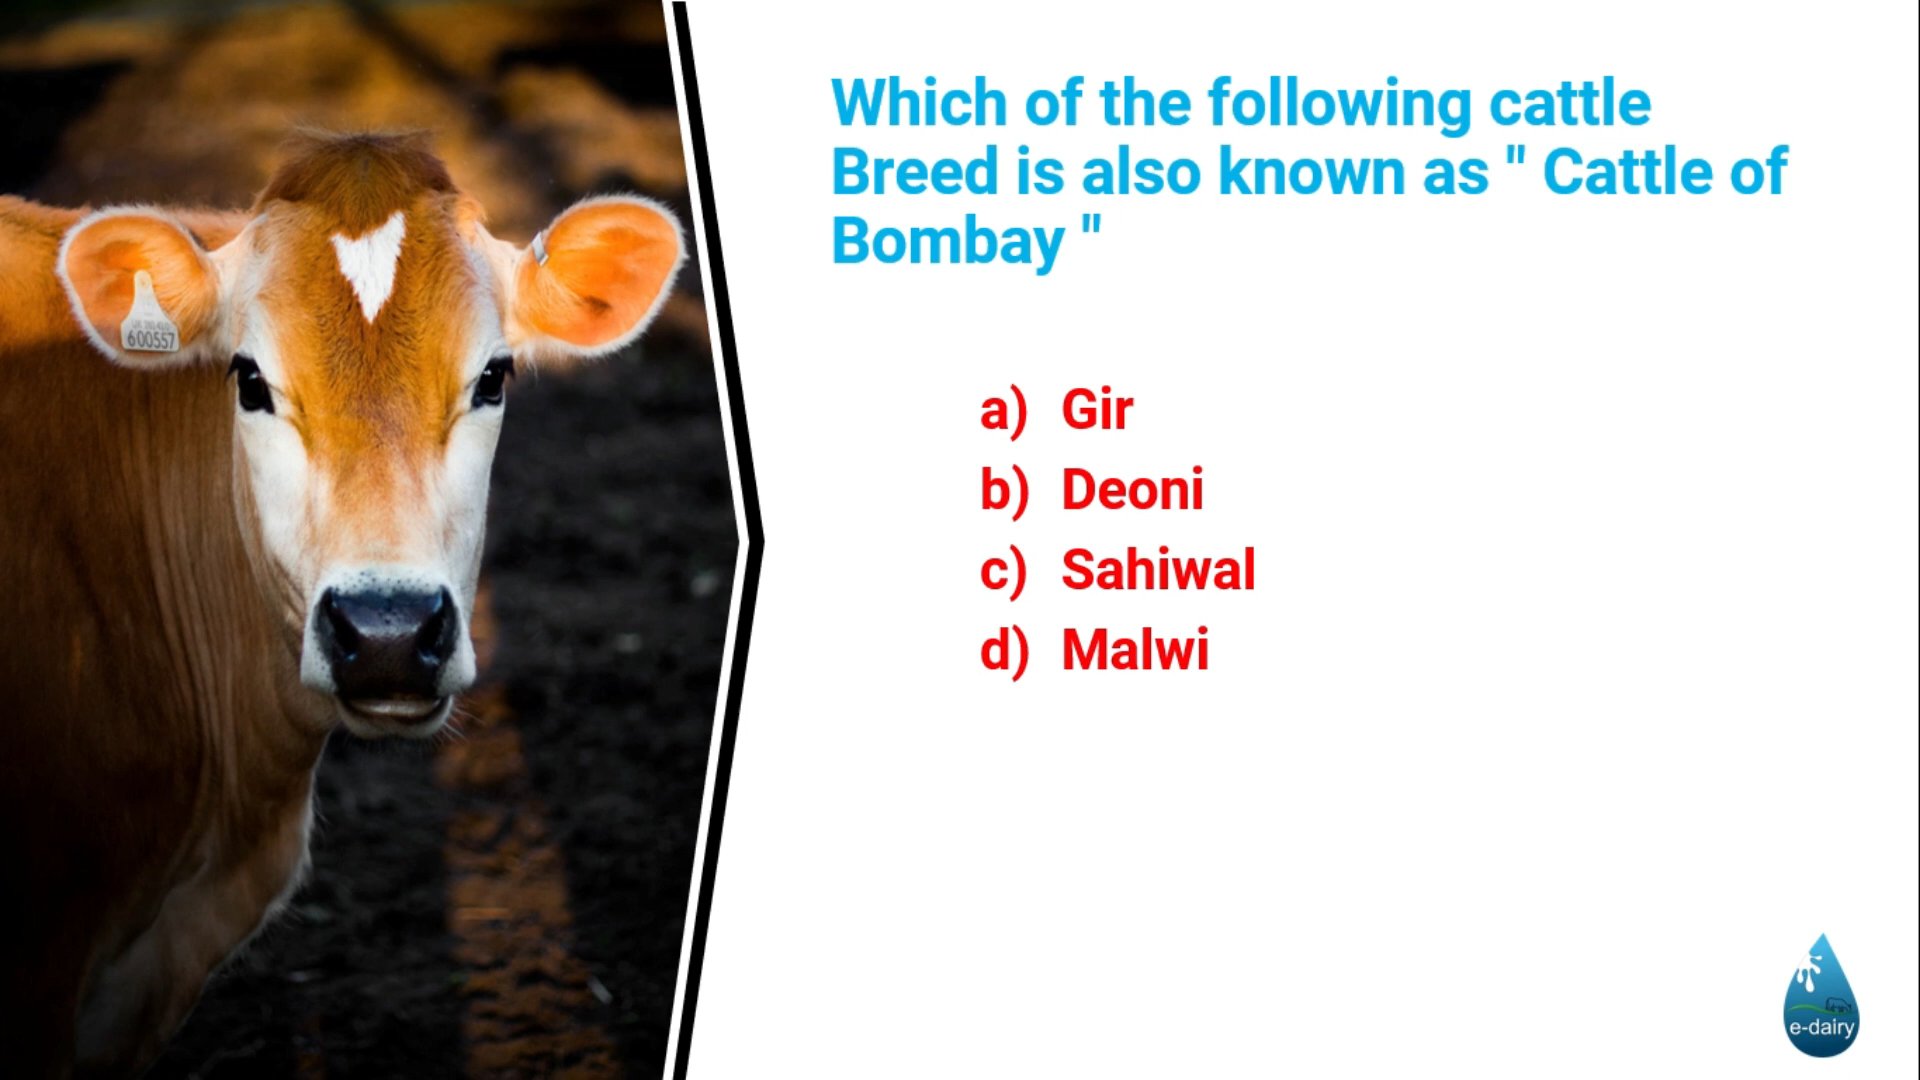 Which of the following cattle
Breed is also known as " Cattle of
Bombay "
a) Gir
b) Deoni
c) Sahiwal
d) Malwi
600557
e-dairy